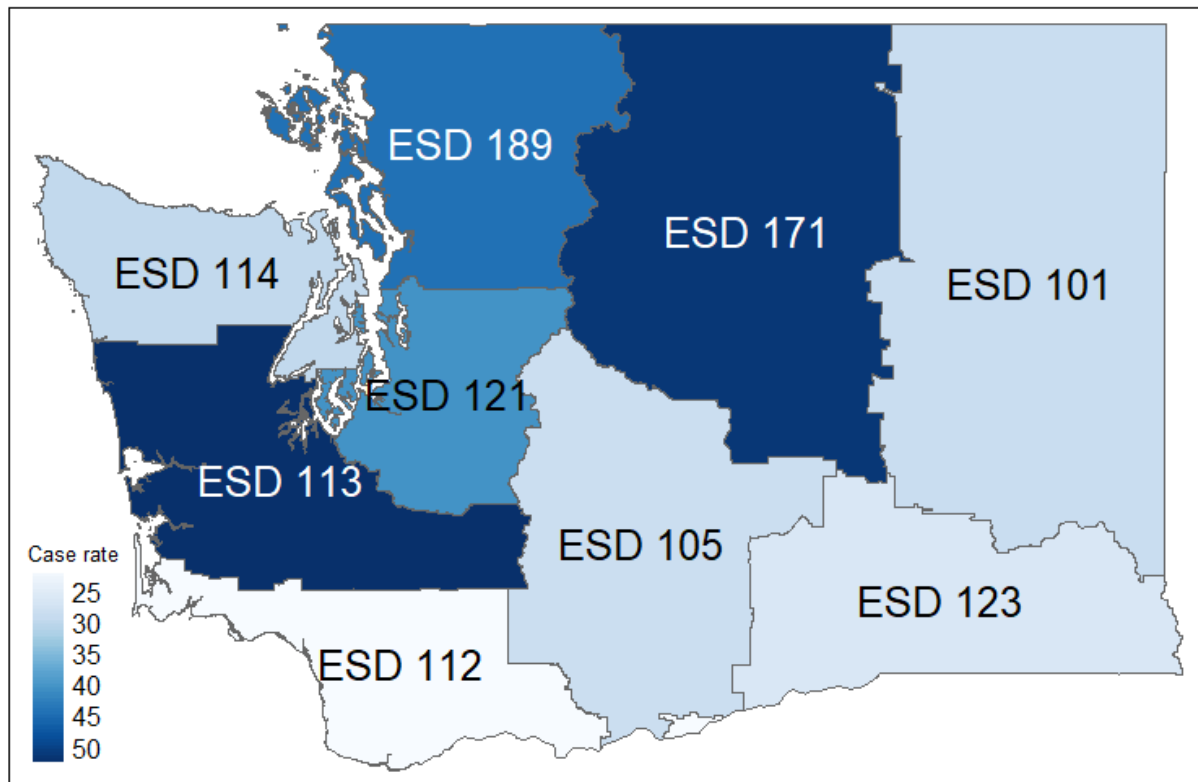 ESD 189
ESD 171
ESD 114
ESD 101
ESD 121
ESD 113
ESD 105
ESD 123
ESD 112
Case rate
25
30
35
40
45
50